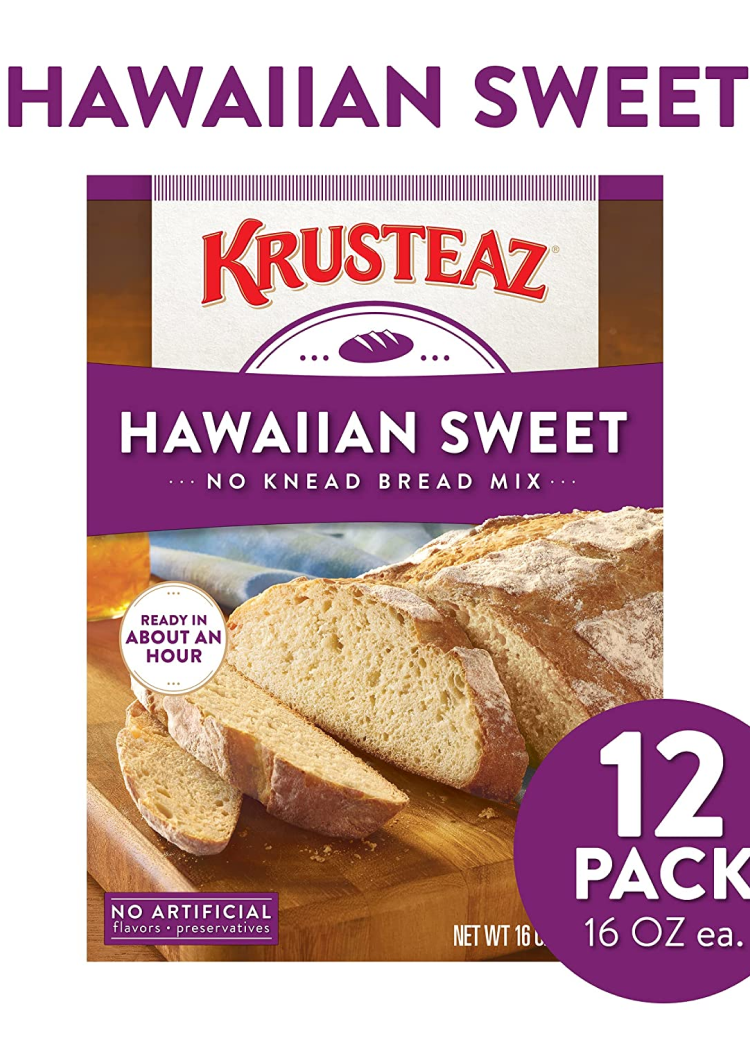 HAWAIIAN SWEET
KRUSTEAZ®
HAWAIIAN SWEET
··· NO KNEAD BREAD MIX ···
READY IN
ABOUT AN
HOUR
12
PACK
16 OZ ea.
NO ARTIFICIAL
flavors • preservatives
NET WT 16